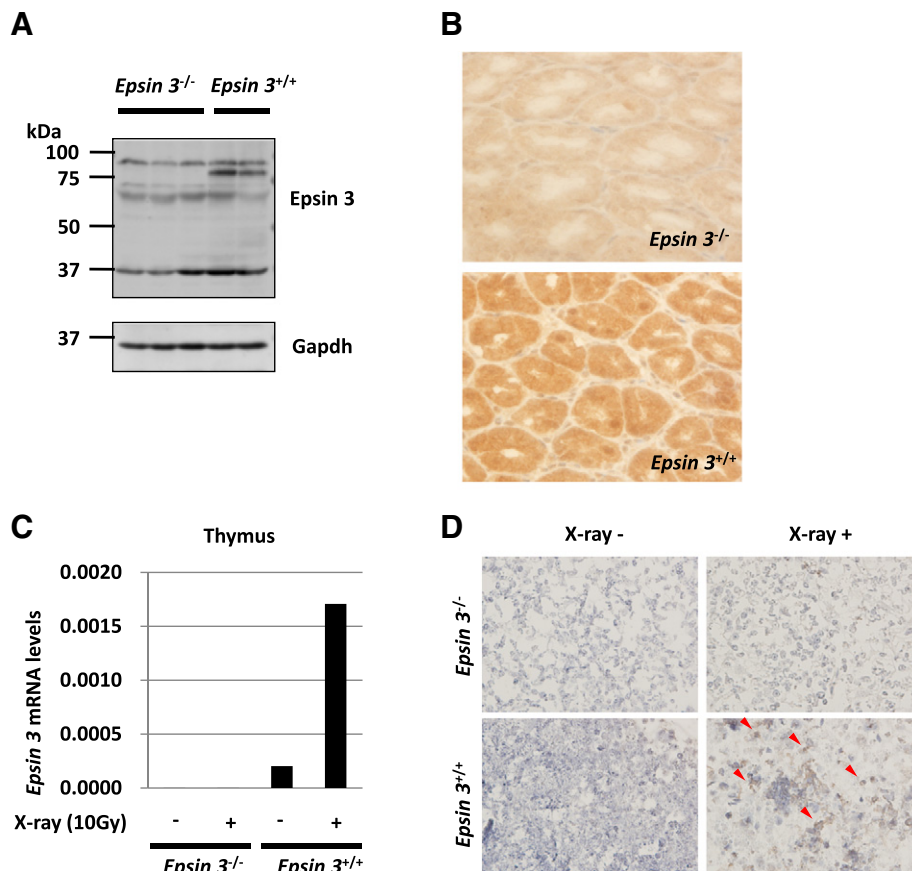 A
Epsin 3-/- Epsin 3+/+
kDa
100
75
50
37
Epsin 3
37
Gapdh
B
Epsin 3-/-
Epsin 3+/+
C
Thymus
Epsin 3 mRNA levels
0.0020
0.0015
0.0010
0.0005
0.0000
X-ray (10Gy) - + - +
Epsin 3-/- Epsin 3+/+
D
X-ray - X-ray +
Epsin 3-/-
Epsin 3+/+